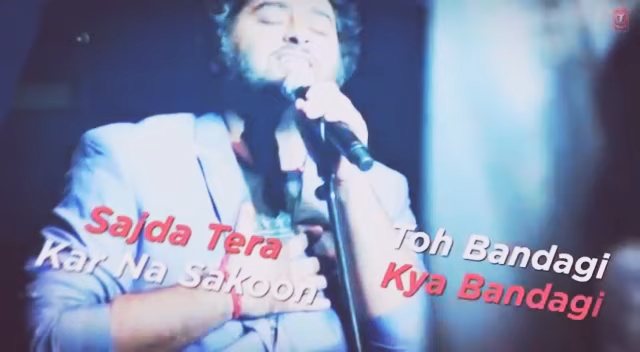 Sajda Tera
Kar Na Sakoon
Toh Bandagi
Kya Bandagi